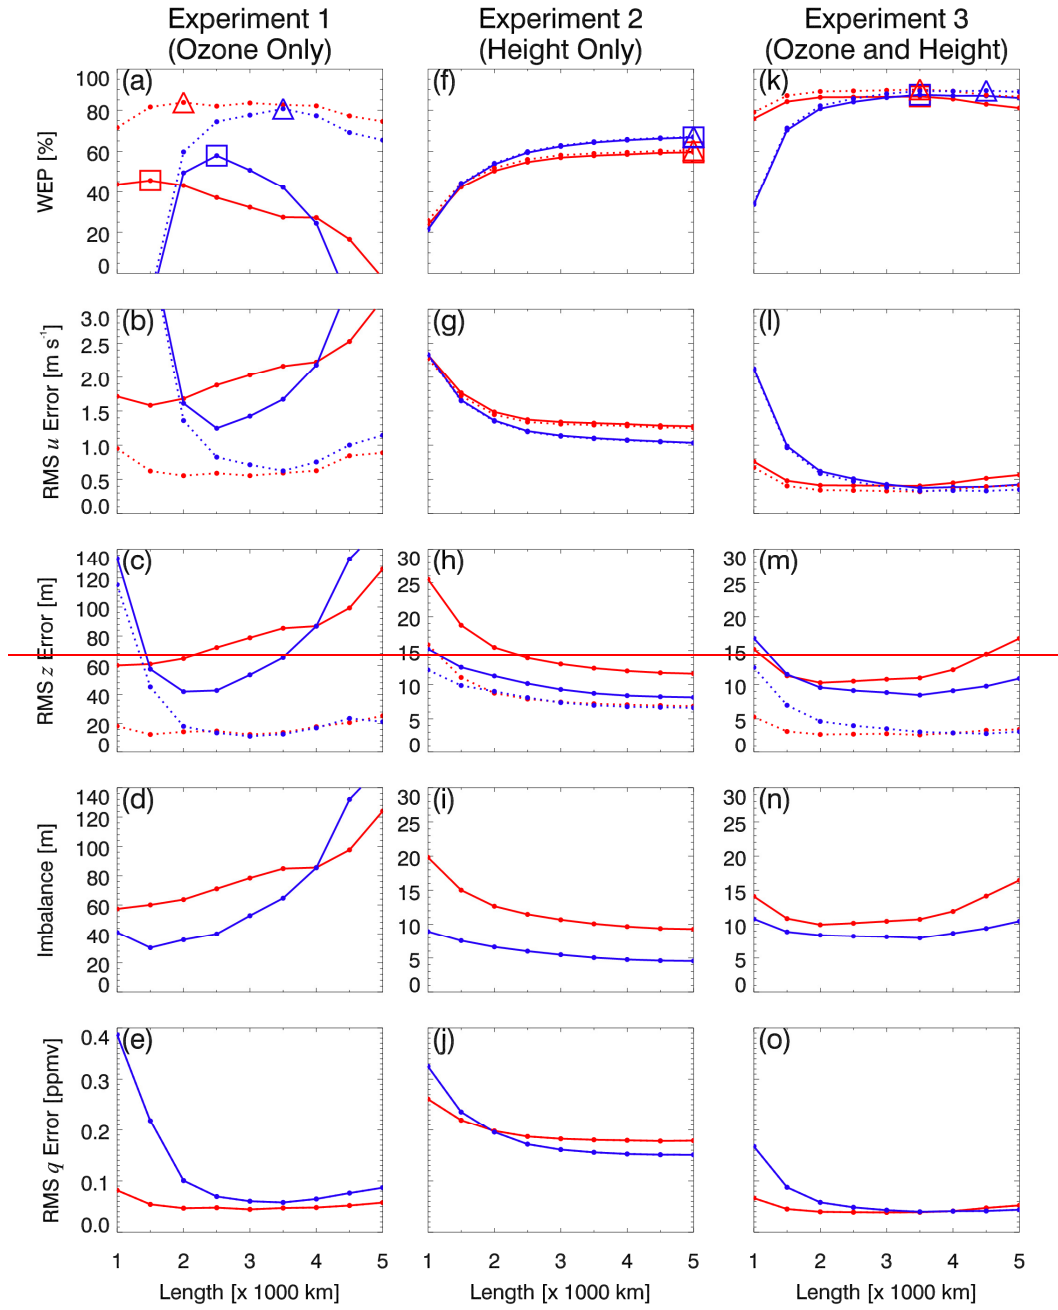 Experiment 1
(Ozone Only)
Experiment 2
(Height Only)
Experiment 3
(Ozone and Height)
WEP [%]
100
80
60
40
20
0
(a)
(f)
(k)
RMS u Error [m s⁻¹]
3.0
2.5
2.0
1.5
1.0
0.5
0.0
(b)
(g)
(l)
RMS z Error [m]
140
120
100
80
60
40
20
0
(c)
30
25
20
15
10
5
0
(h)
30
25
20
15
10
5
0
(m)
Imbalance [m]
140
120
100
80
60
40
20
0
(d)
30
25
20
15
10
5
0
(i)
30
25
20
15
10
5
0
(n)
RMS q Error [ppmv]
0.4
0.3
0.2
0.1
0.0
(e)
(j)
(o)
1 2 3 4 5
Length [x 1000 km]
1 2 3 4 5
Length [x 1000 km]
1 2 3 4 5
Length [x 1000 km]